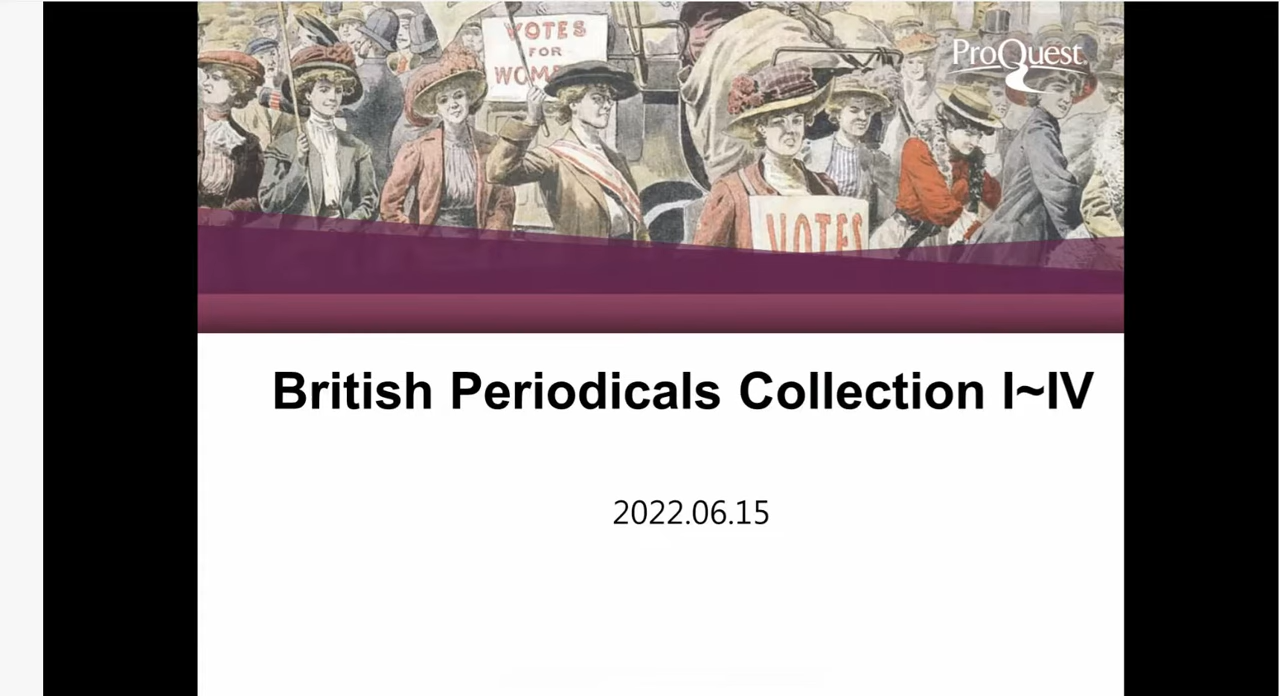 VOTES
FOR
WOM
ProQuest
VOTES
British Periodicals Collection I~IV
2022.06.15